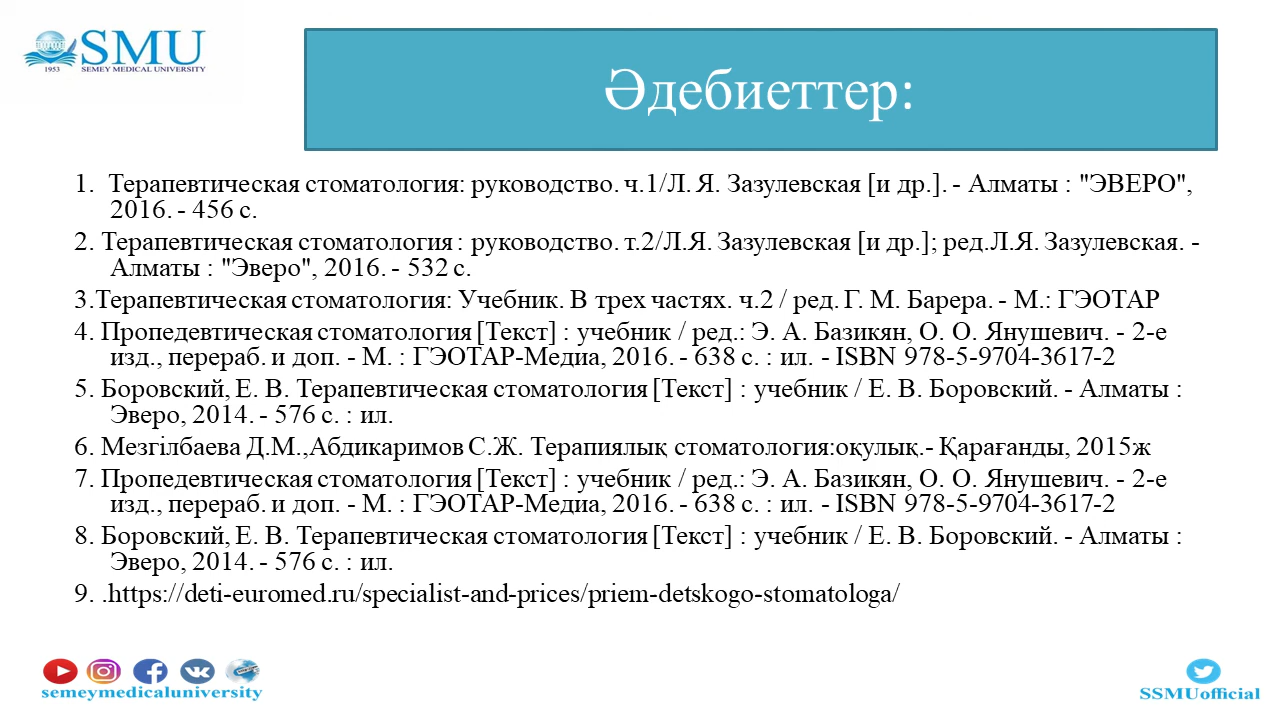 SMU
SEMEY MEDICAL UNIVERSITY
1953
Әдебиеттер:
1. Терапевтическая стоматология: руководство. ч.1/Л. Я. Зазулевская [и др.]. - Алматы : "ЭВЕРО",
2016. - 456 с.
2. Терапевтическая стоматология : руководство. т.2/Л.Я. Зазулевская [и др.]; ред.Л.Я. Зазулевская. -
Алматы : "Эверо", 2016. - 532 с.
3.Терапевтическая стоматология: Учебник. В трех частях. ч.2 / ред. Г. М. Барера. - М.: ГЭОТАР
4. Пропедевтическая стоматология [Текст] : учебник / ред.: Э. А. Базикян, О. О. Янушевич. - 2-е
изд., перераб. и доп. - М. : ГЭОТАР-Медиа, 2016. - 638 с. : ил. - ISBN 978-5-9704-3617-2
5. Боровский, Е. В. Терапевтическая стоматология [Текст] : учебник / Е. В. Боровский. - Алматы :
Эверо, 2014. - 576 с. : ил.
6. Мезгілбаева Д.М.,Абдикаримов С.Ж. Терапиялық стоматология:оқулық.- Қарағанды, 2015ж
7. Пропедевтическая стоматология [Текст] : учебник / ред.: Э. А. Базикян, О. О. Янушевич. - 2-е
изд., перераб. и доп. - М. : ГЭОТАР-Медиа, 2016. - 638 с. : ил. - ISBN 978-5-9704-3617-2
8. Боровский, Е. В. Терапевтическая стоматология [Текст] : учебник / Е. В. Боровский. - Алматы :
Эверо, 2014. - 576 с. : ил.
9. .https://deti-euromed.ru/specialist-and-prices/priem-detskogo-stomatologa/
semeymedicaluniversity
SSMUofficial